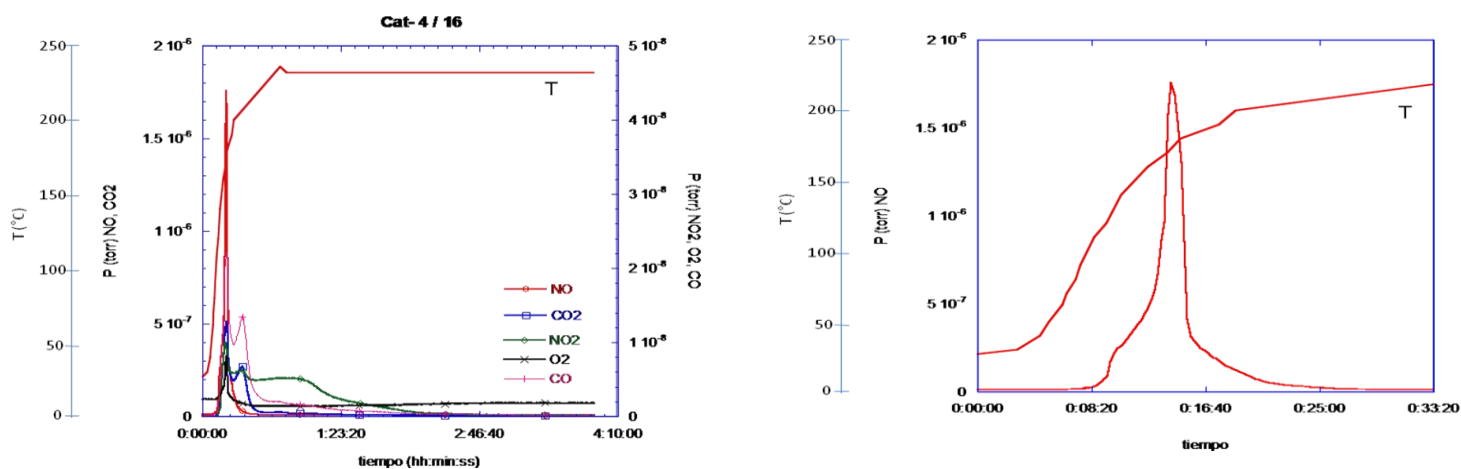 Cat- 4 / 16
250
200
150
100
50
0
T (°C)
P (torr) NO, CO2
2 10⁻⁶
1.5 10⁻⁶
1 10⁻⁶
5 10⁻⁷
0
T
NO
CO2
NO2
O2
CO
5 10⁻⁸
4 10⁻⁸
3 10⁻⁸
2 10⁻⁸
1 10⁻⁸
0
P (torr) NO2, O2, CO
0:00:00 1:23:20 2:46:40 4:10:00
tiempo (hh:mm:ss)
250
200
150
100
50
0
T (°C)
P (torr) NO
2 10⁻⁶
1.5 10⁻⁶
1 10⁻⁶
5 10⁻⁷
0
T
0:00:00 0:08:20 0:16:40 0:25:00 0:33:20
tiempo